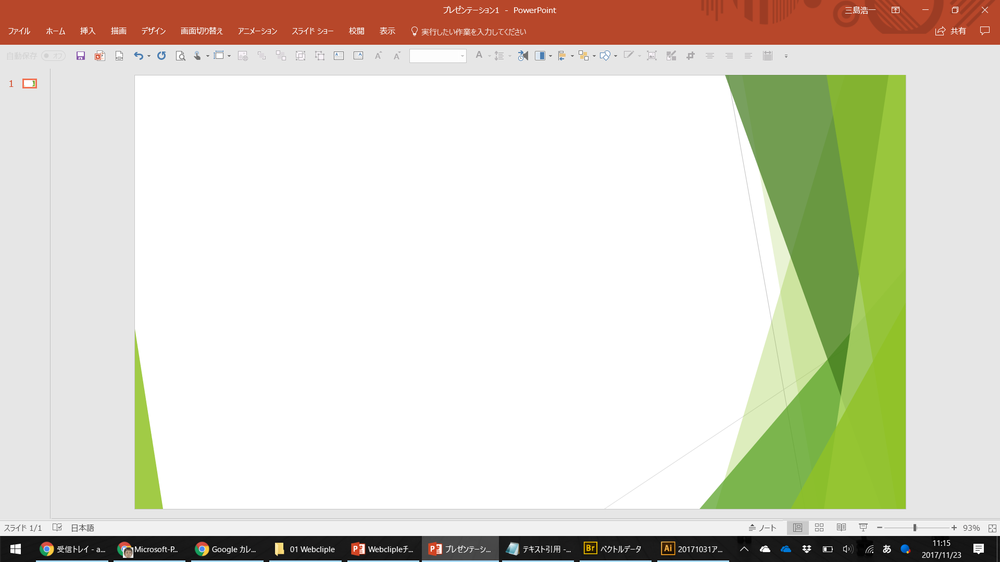 プレゼンテーション1 - PowerPoint
三島浩一
ファイル ホーム 挿入 描画 デザイン 画面切り替え アニメーション スライド ショー 校閲 表示 実行したい作業を入力してください 共有
自動保存 オフ
1
スライド 1/1 日本語 ノート 93%
受信トレイ - a... Microsoft-P... Google カレ... 01 Webcliple Webclipleチ... プレゼンテーシ... テキスト引用 -... Br ベクトルデータ Ai 20171031ア... あ 11:15
2017/11/23